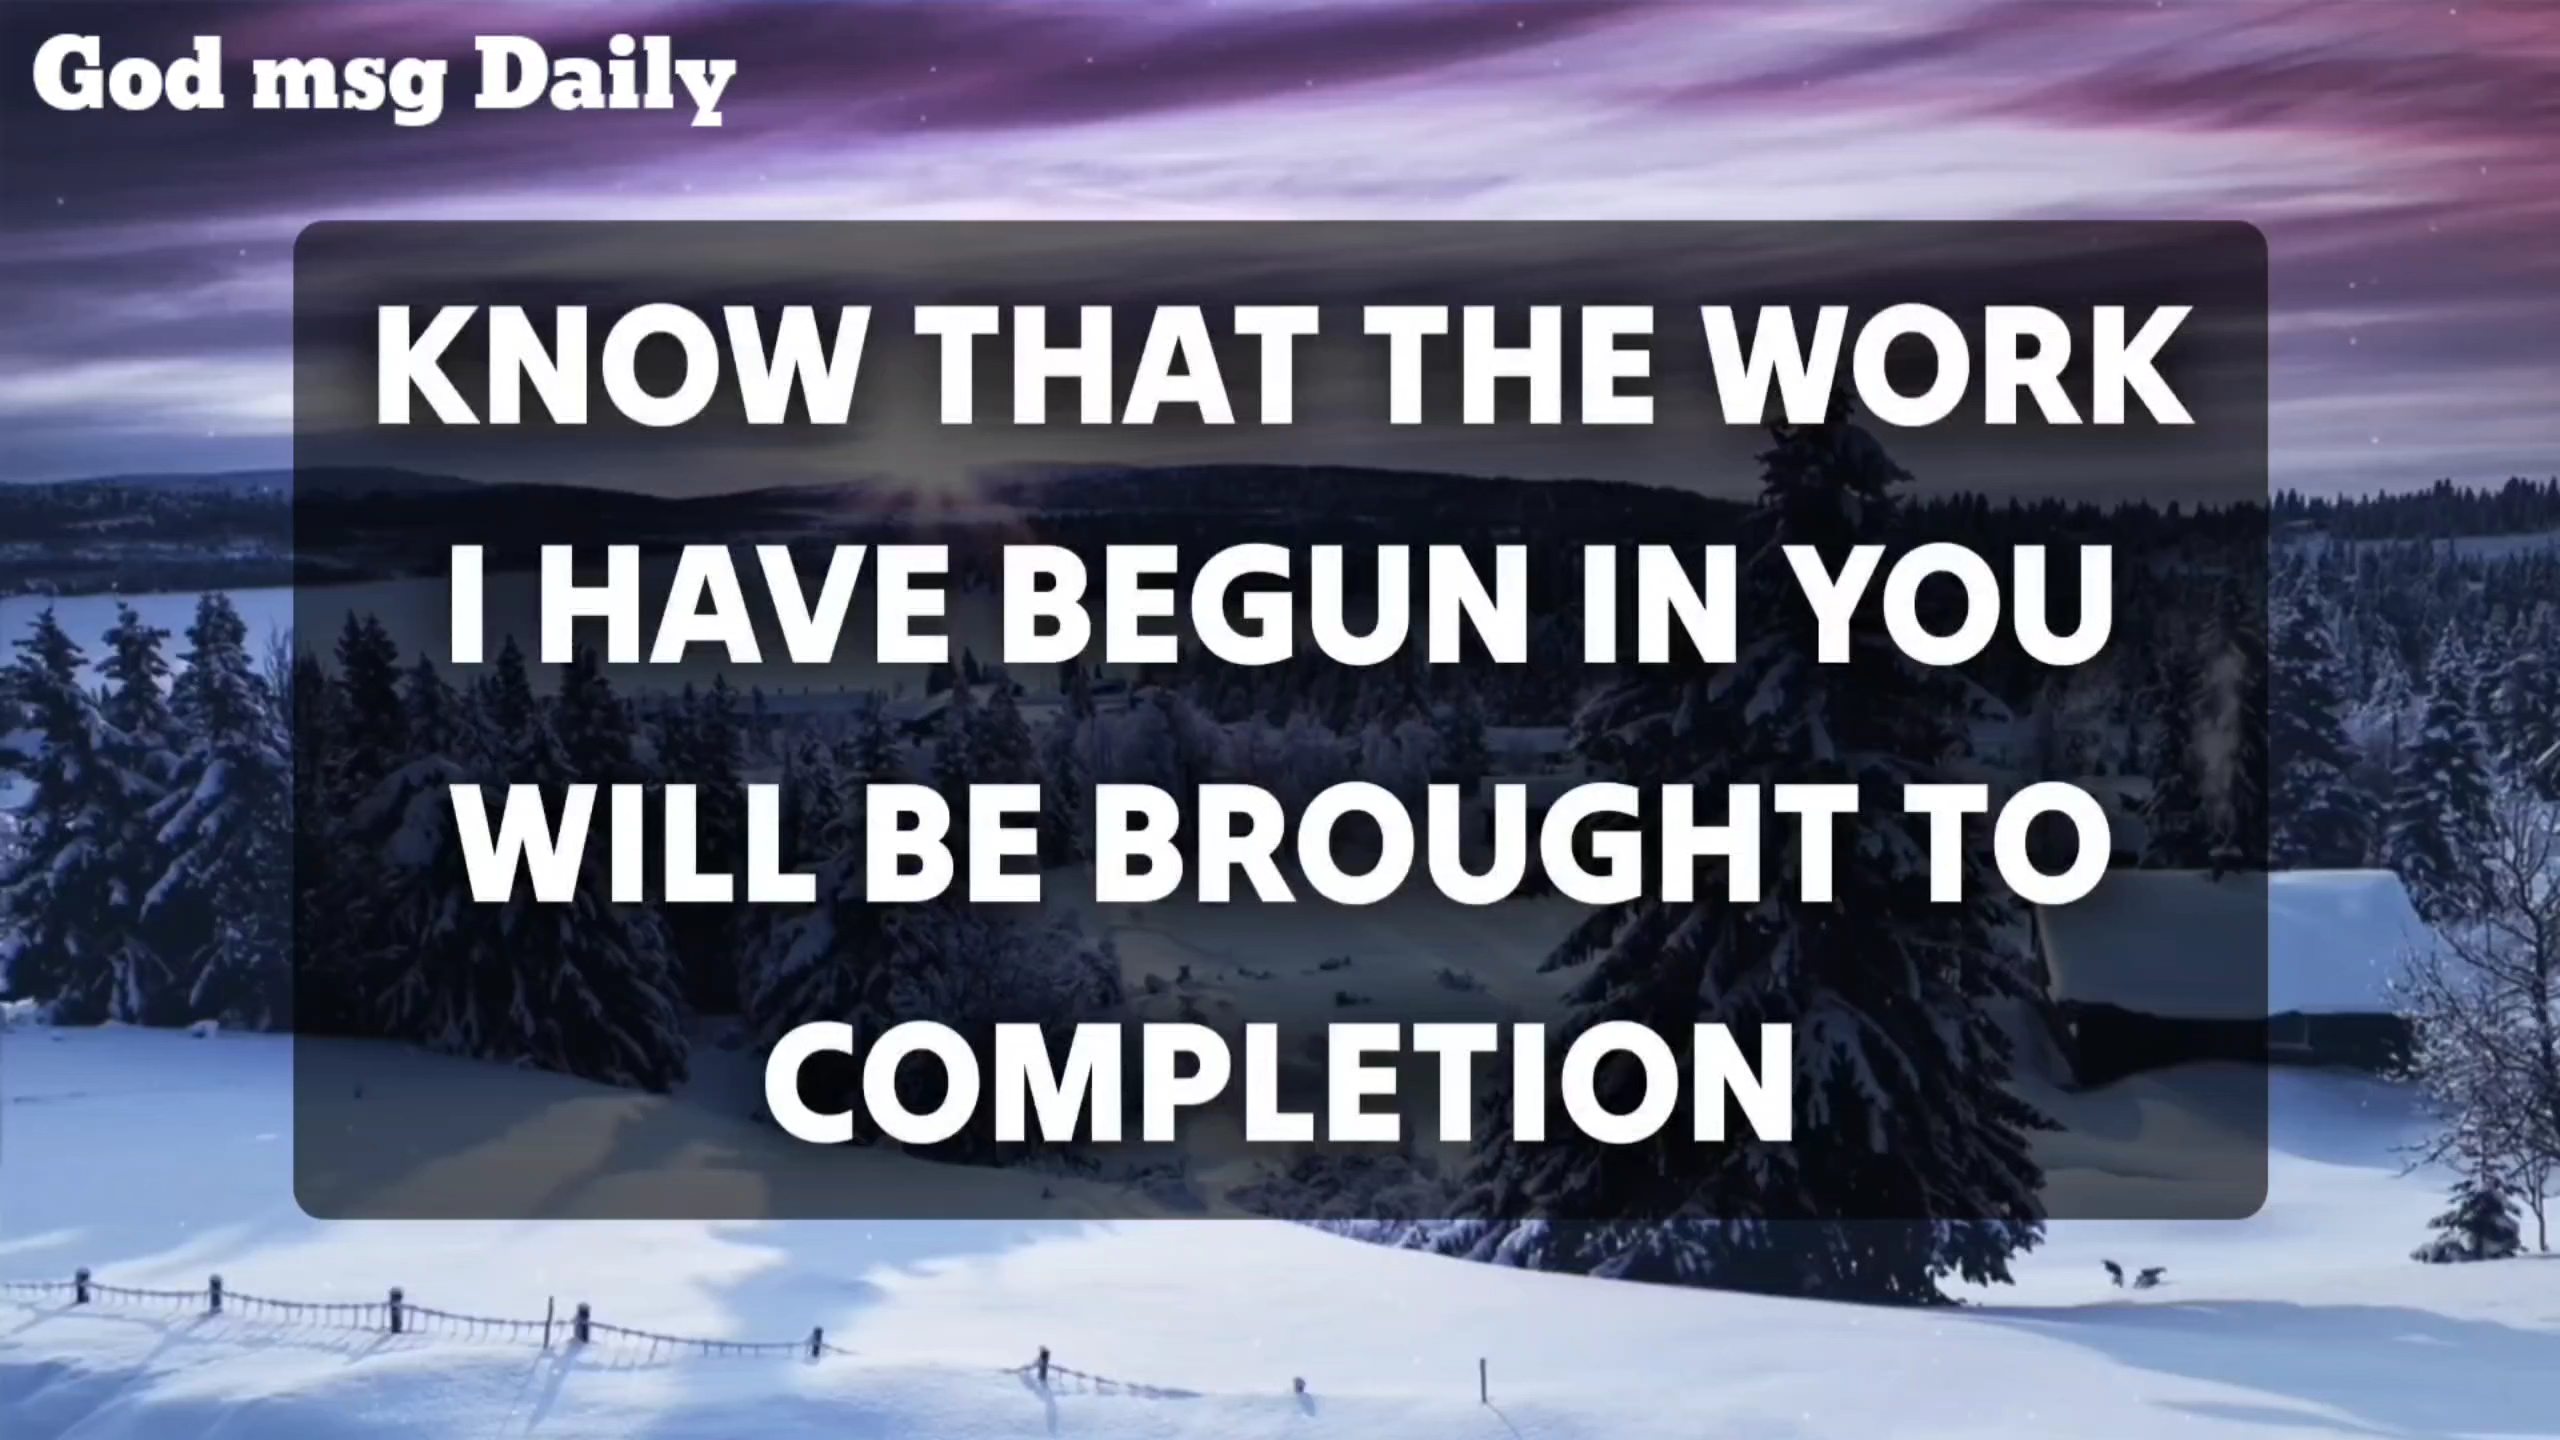 God msg Daily
KNOW THAT THE WORK
I HAVE BEGUN IN YOU
WILL BE BROUGHT TO
COMPLETION